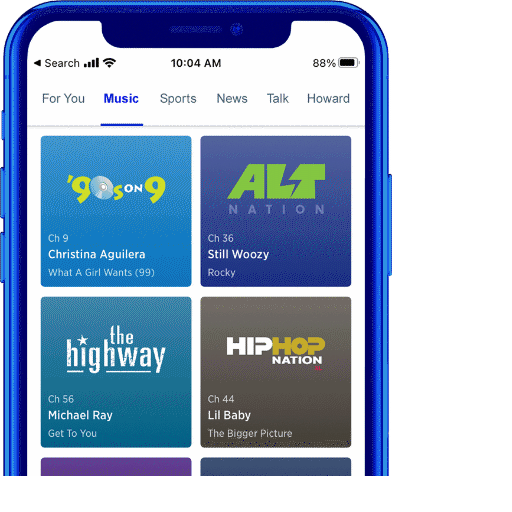 ◀ Search
10:04 AM
88%
For You
Music
Sports
News
Talk
Howard
'90s ON 9
Ch 9
Christina Aguilera
What A Girl Wants (99)
ALT
NATION
Ch 36
Still Woozy
Rocky
the
highway
Ch 56
Michael Ray
Get To You
HIPHOP
NATION
Ch 44
Lil Baby
The Bigger Picture